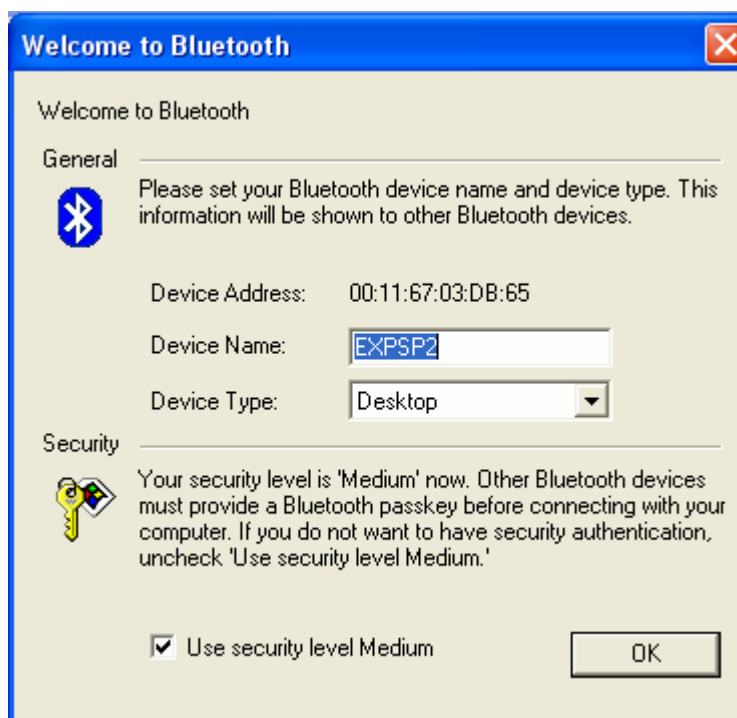 Welcome to Bluetooth
Welcome to Bluetooth
General
Please set your Bluetooth device name and device type. This
information will be shown to other Bluetooth devices.
Device Address: 00:11:67:03:DB:65
Device Name: EXPSP2
Device Type: Desktop
Security
Your security level is 'Medium' now. Other Bluetooth devices
must provide a Bluetooth passkey before connecting with your
computer. If you do not want to have security authentication,
uncheck 'Use security level Medium.'
Use security level Medium
OK